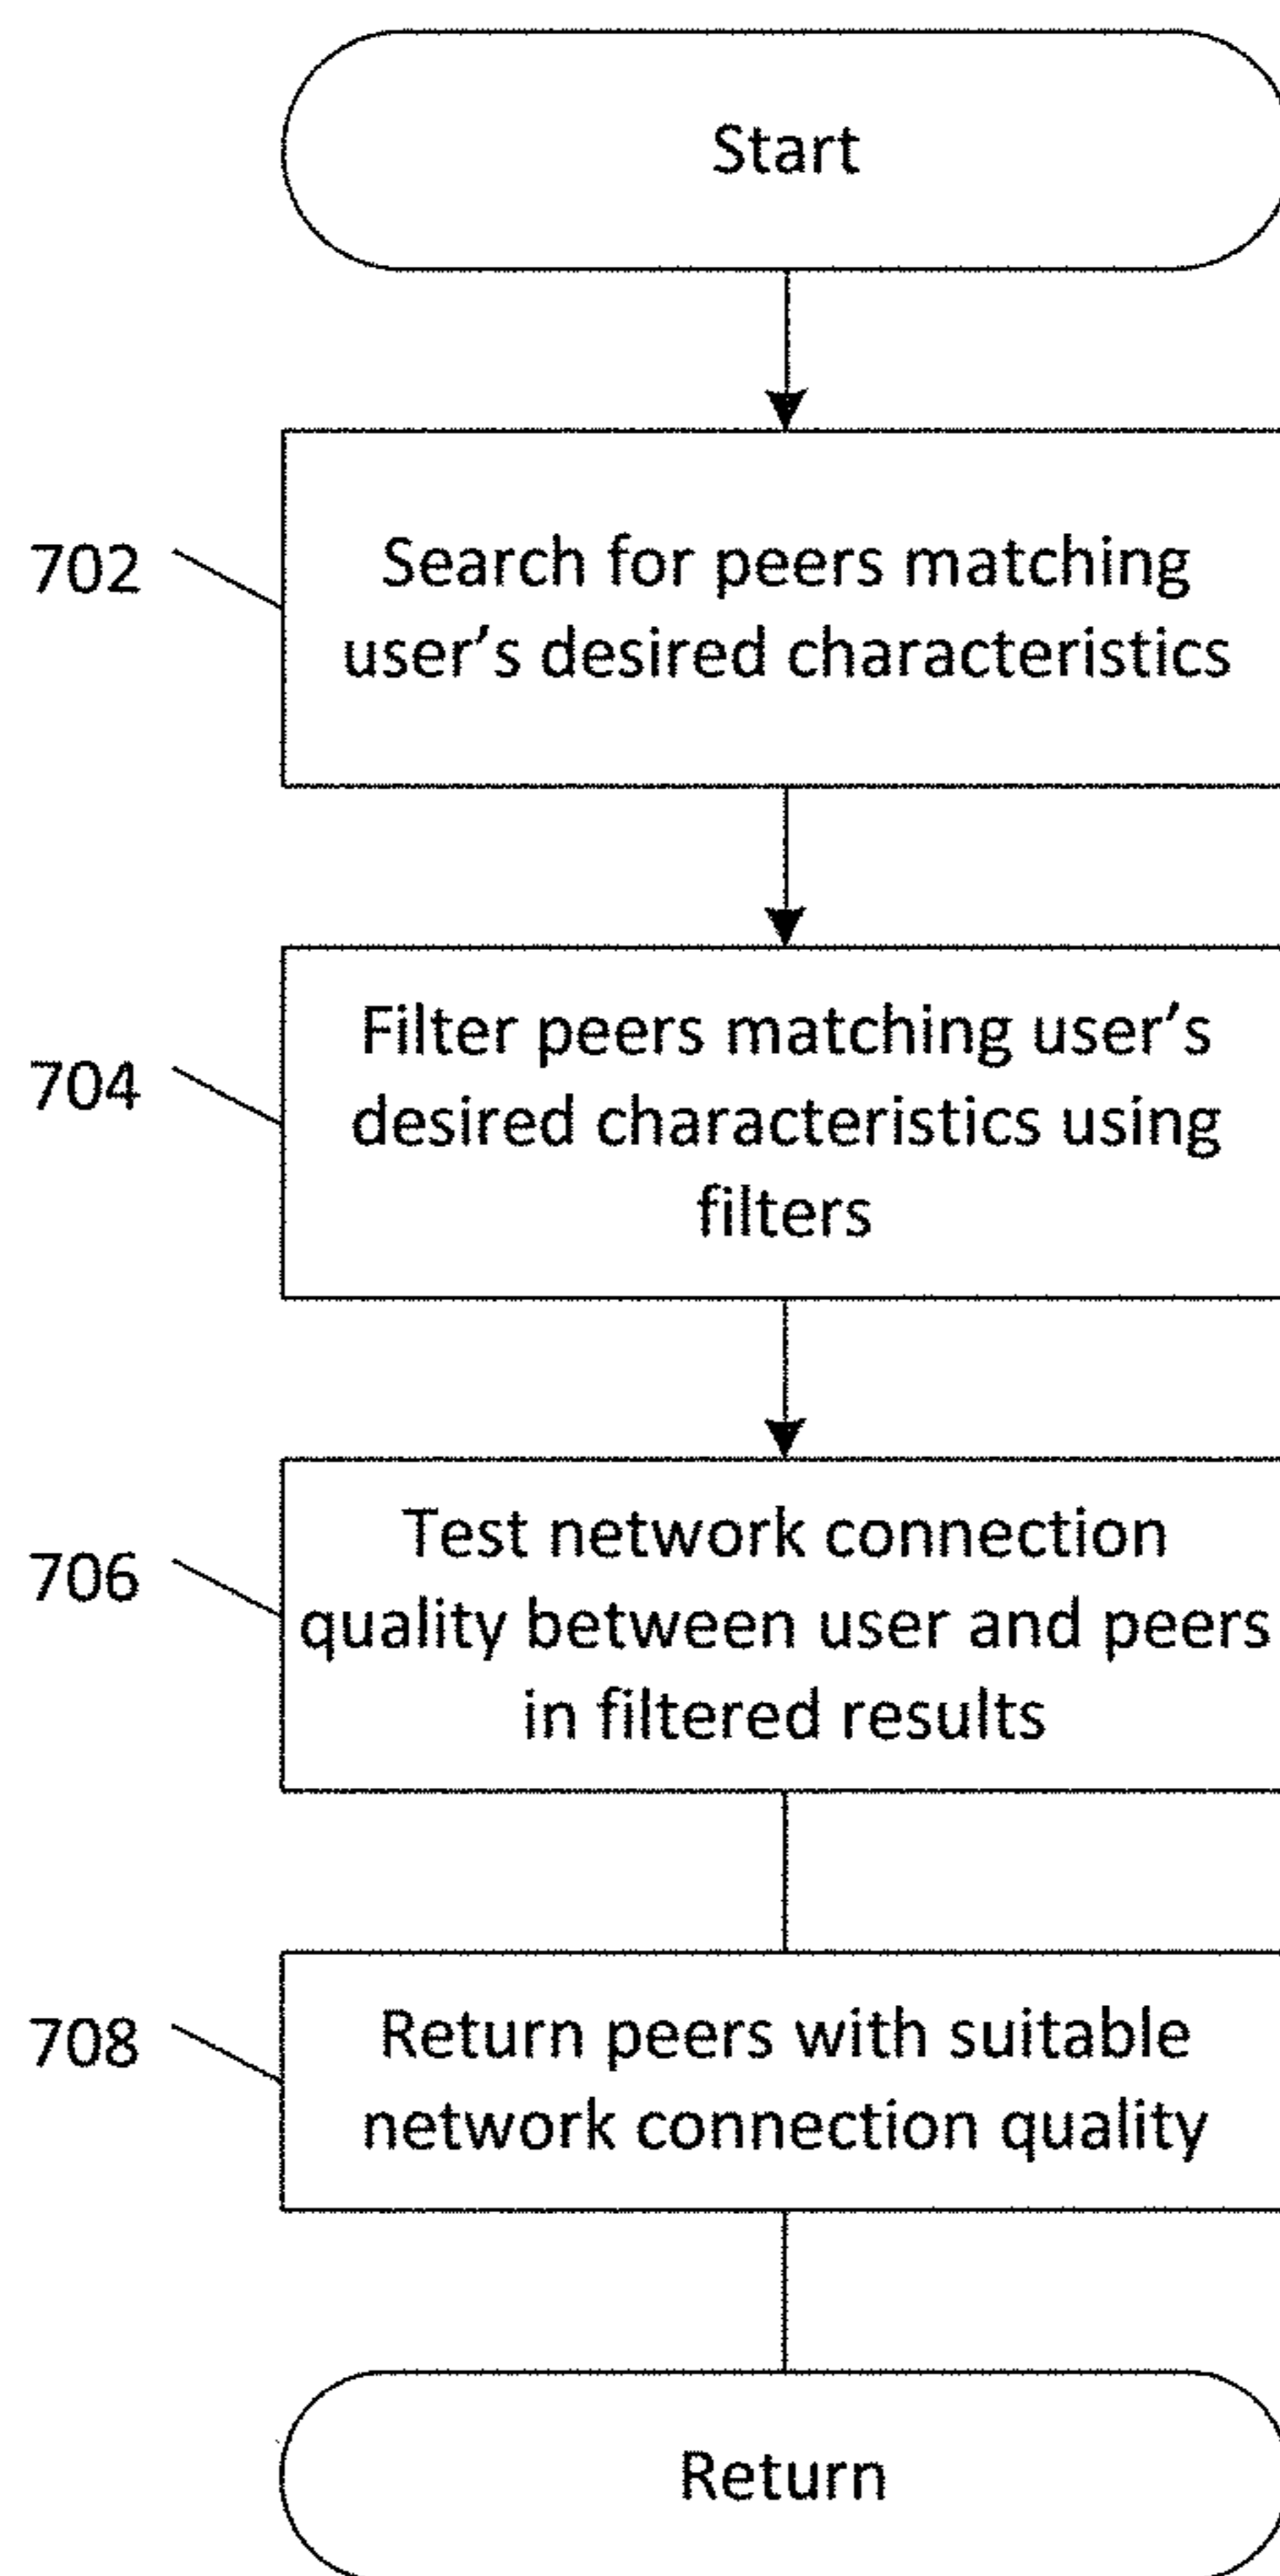 Start
702
Search for peers matching
user's desired characteristics
704
Filter peers matching user's
desired characteristics using
filters
706
Test network connection
quality between user and peers
in filtered results
708
Return peers with suitable
network connection quality
Return